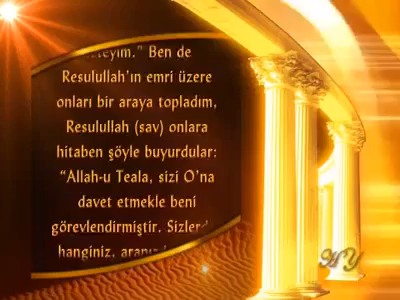 Ben de
Resulullah'ın emri üzere
onları bir araya topladım,
Resulullah (sav) onlara
hitaben şöyle buyurdular:
“Allah-u Teala, sizi O'na
davet etmekle beni
görevlendirmiştir.
hanginiz,